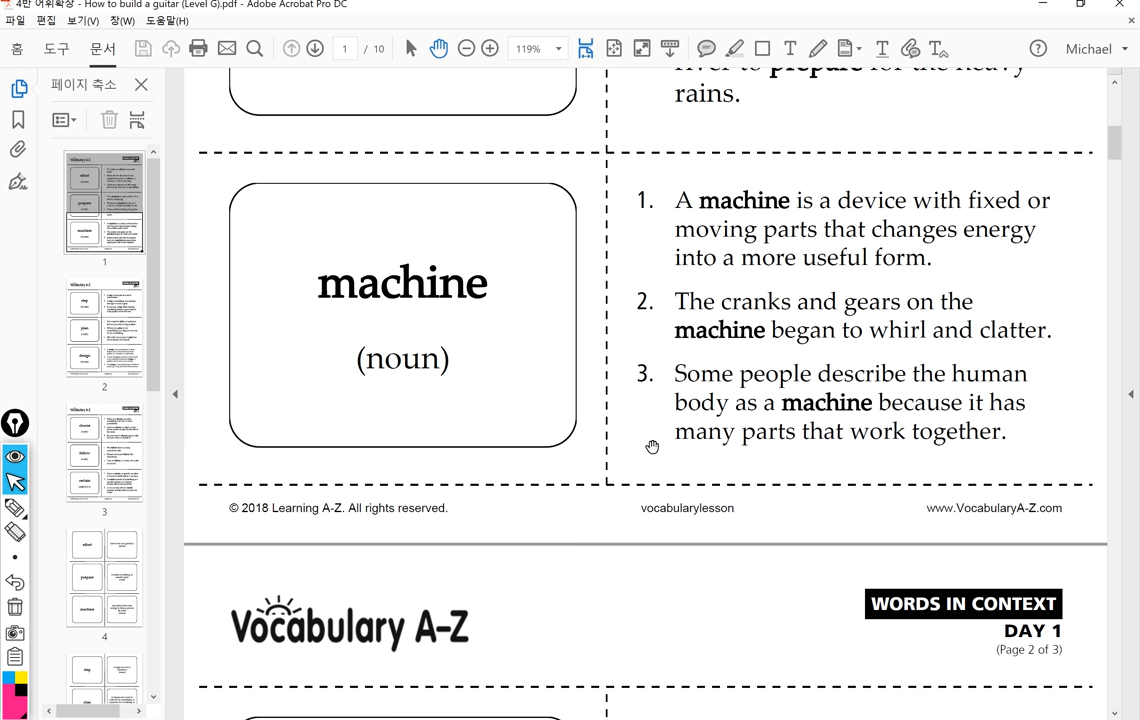 4만 어휘확장 - How to build a guitar (Level G).pdf - Adobe Acrobat Pro DC
파일 편집 보기(V) 창(W) 도움말(H)
홈 도구 문서 1 / 10 119% Michael
페이지 축소
1
2
3
4
prepare
rains.
machine
(noun)
1. A machine is a device with fixed or
moving parts that changes energy
into a more useful form.
2. The cranks and gears on the
machine began to whirl and clatter.
3. Some people describe the human
body as a machine because it has
many parts that work together.
© 2018 Learning A-Z. All rights reserved. vocabularylesson www.VocabularyA-Z.com
Vocabulary A-Z
WORDS IN CONTEXT
DAY 1
(Page 2 of 3)